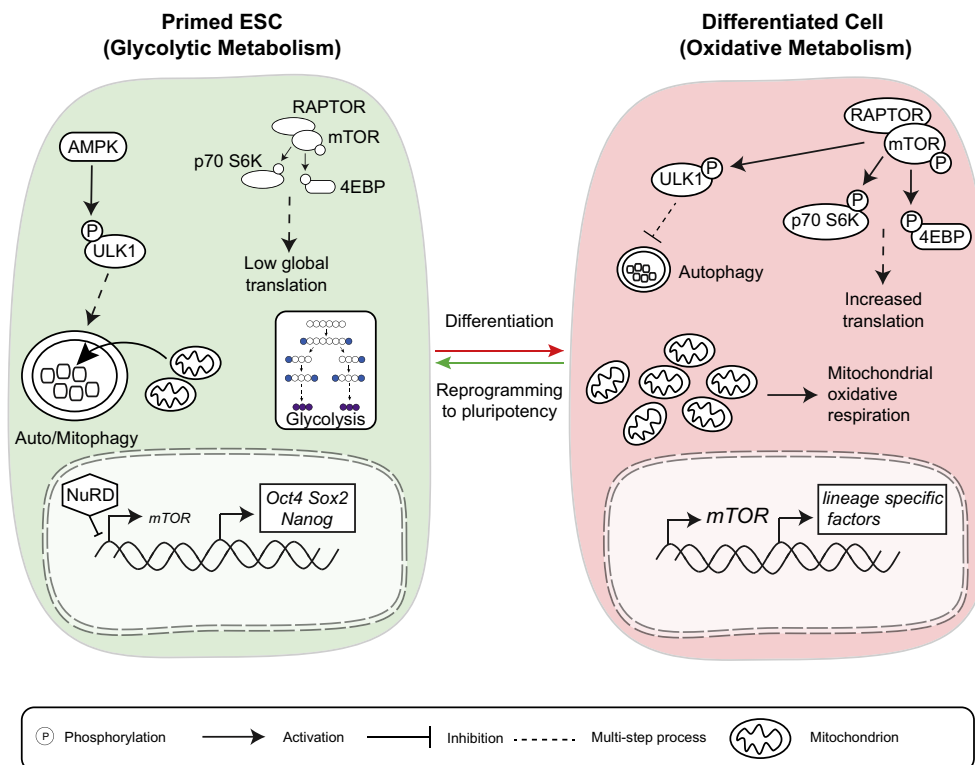 Primed ESC
(Glycolytic Metabolism)
Differentiated Cell
(Oxidative Metabolism)
AMPK
P
ULK1
RAPTOR
mTOR
p70 S6K
4EBP
Low global
translation
Auto/Mitophagy
Glycolysis
NuRD
mTOR
Oct4 Sox2
Nanog
Differentiation
Reprogramming
to pluripotency
RAPTOR
mTOR
P
P
ULK1
P
p70 S6K
P
4EBP
Autophagy
Increased
translation
Mitochondrial
oxidative
respiration
mTOR
lineage specific
factors
P Phosphorylation
Activation
Inhibition
Multi-step process
Mitochondrion